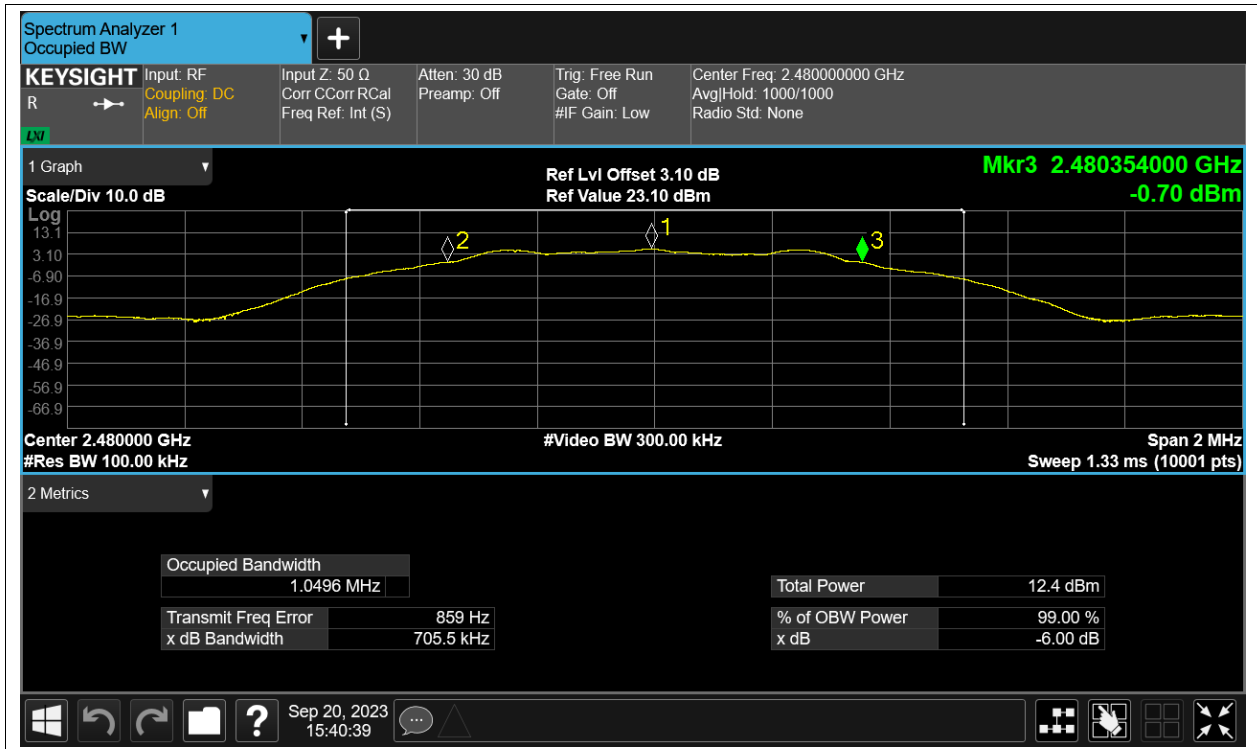 Spectrum Analyzer 1
Occupied BW
KEYSIGHT
R
LXI
Input: RF
Coupling: DC
Align: Off
Input Z: 50 Ω
Corr CCorr RCal
Freq Ref: Int (S)
Atten: 30 dB
Preamp: Off
Trig: Free Run
Gate: Off
#IF Gain: Low
Center Freq: 2.480000000 GHz
Avg|Hold: 1000/1000
Radio Std: None
1 Graph
Scale/Div 10.0 dB
Ref Lvl Offset 3.10 dB
Ref Value 23.10 dBm
Mkr3 2.480354000 GHz
-0.70 dBm
Log
13.1
3.10
-6.90
-16.9
-26.9
-36.9
-46.9
-56.9
-66.9
2
1
3
Center 2.480000 GHz
#Res BW 100.00 kHz
#Video BW 300.00 kHz
Span 2 MHz
Sweep 1.33 ms (10001 pts)
2 Metrics
Occupied Bandwidth
1.0496 MHz
Transmit Freq Error 859 Hz
x dB Bandwidth 705.5 kHz
Total Power 12.4 dBm
% of OBW Power 99.00 %
x dB -6.00 dB
Sep 20, 2023
15:40:39